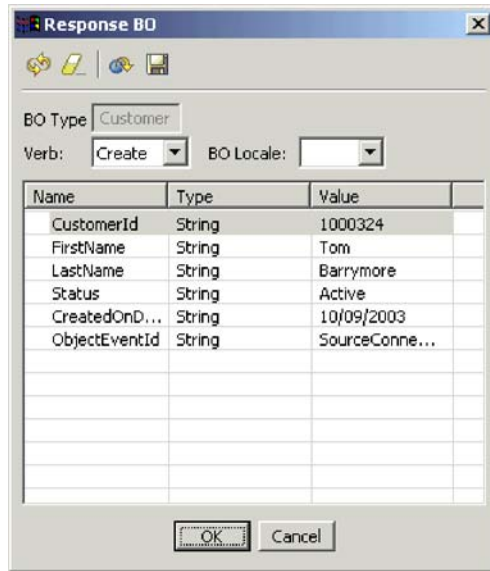 Response BO
BO Type Customer
Verb: Create BO Locale:
Name Type Value
CustomerId String 1000324
FirstName String Tom
LastName String Barrymore
Status String Active
CreatedOnD... String 10/09/2003
ObjectEventId String SourceConne...
OK Cancel